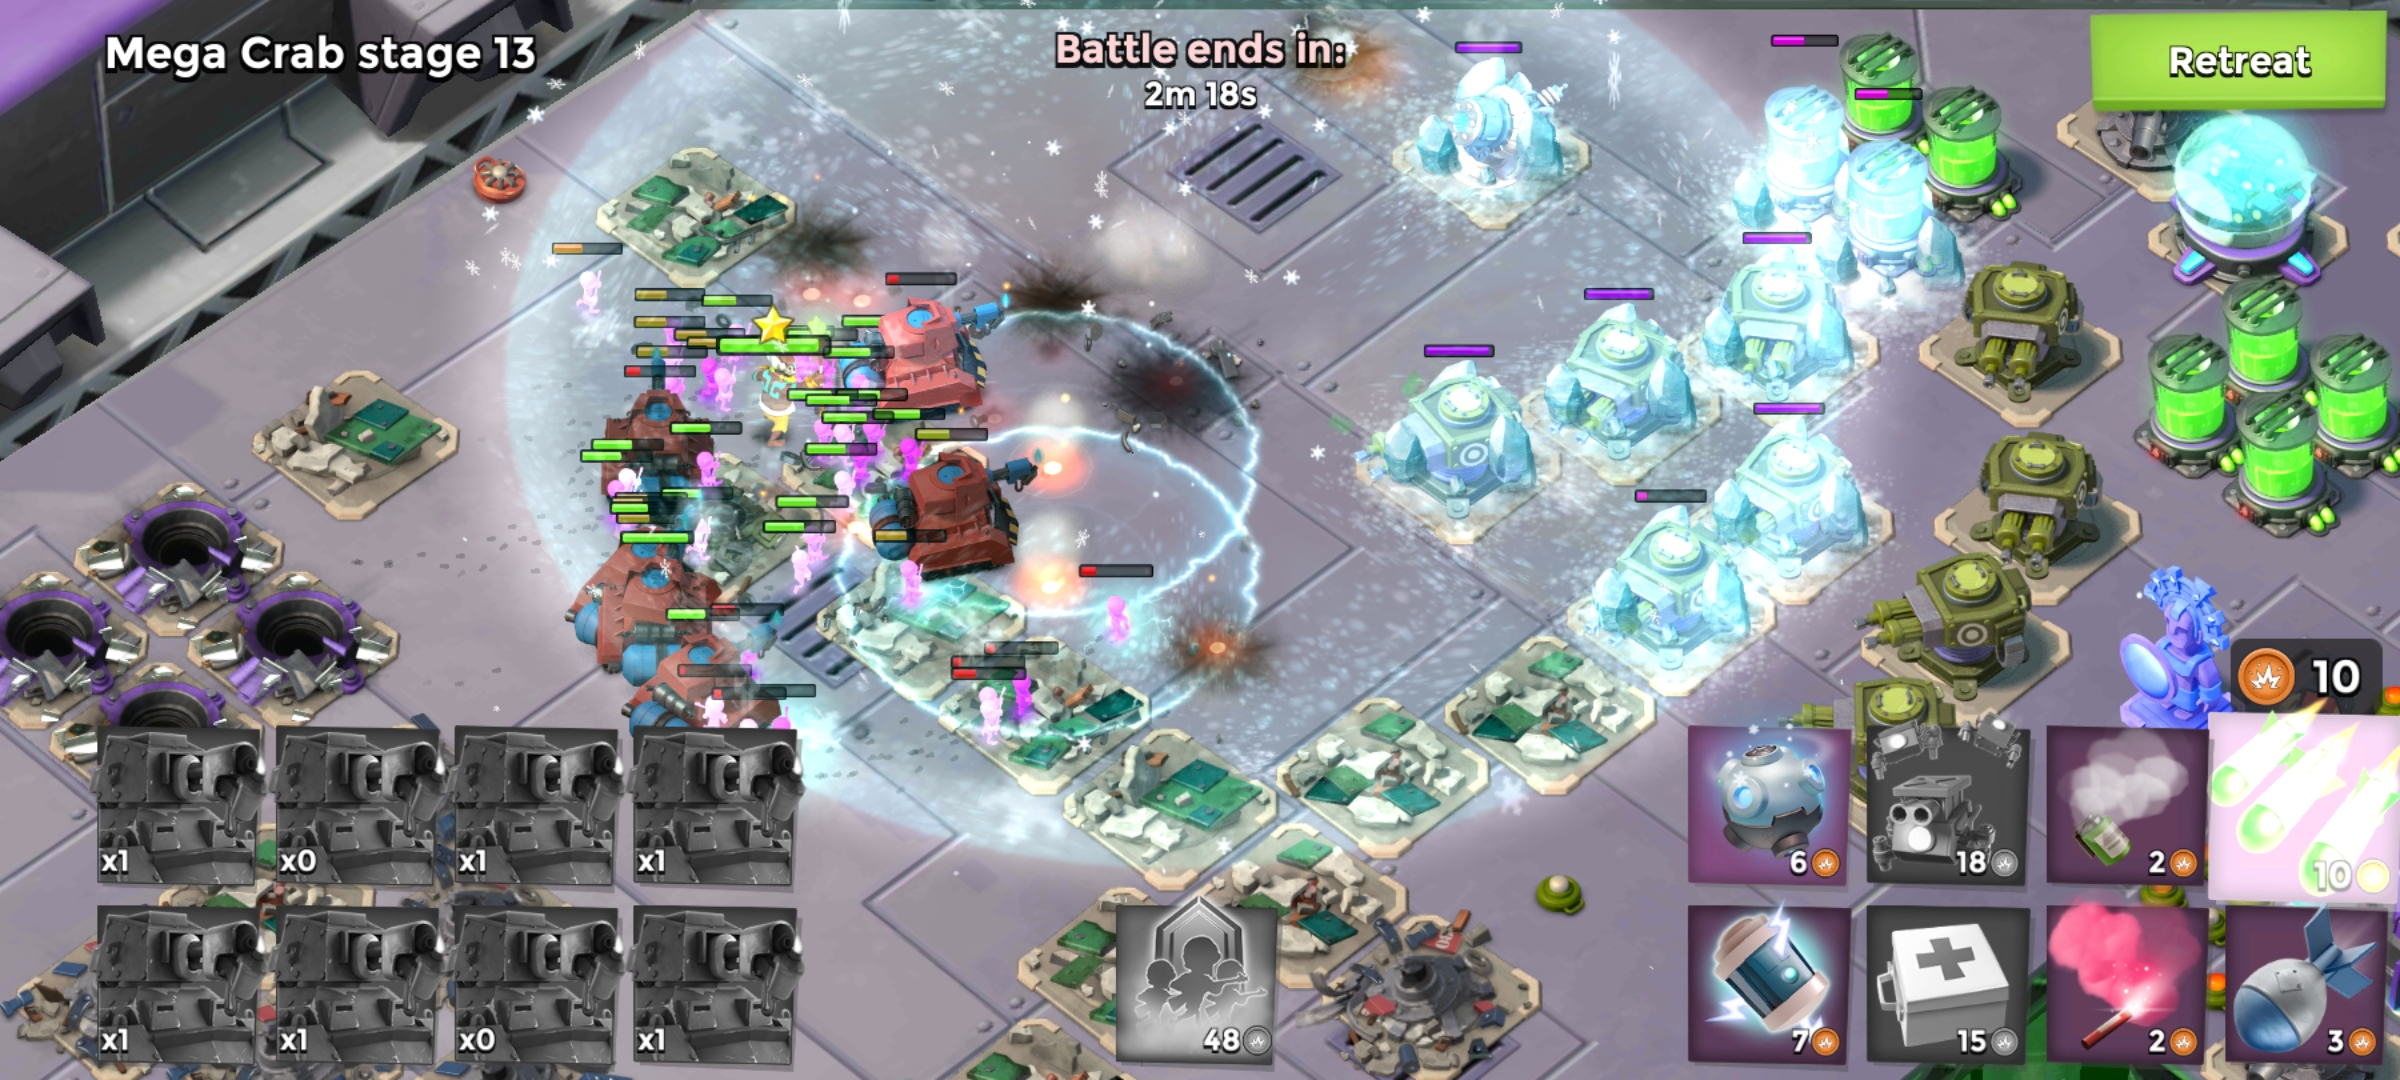 Mega Crab stage 13
Battle ends in:
2m 18s
Retreat
10
x1
x0
x1
x1
6
18
2
10
x1
x1
x0
x1
48
7
15
2
3